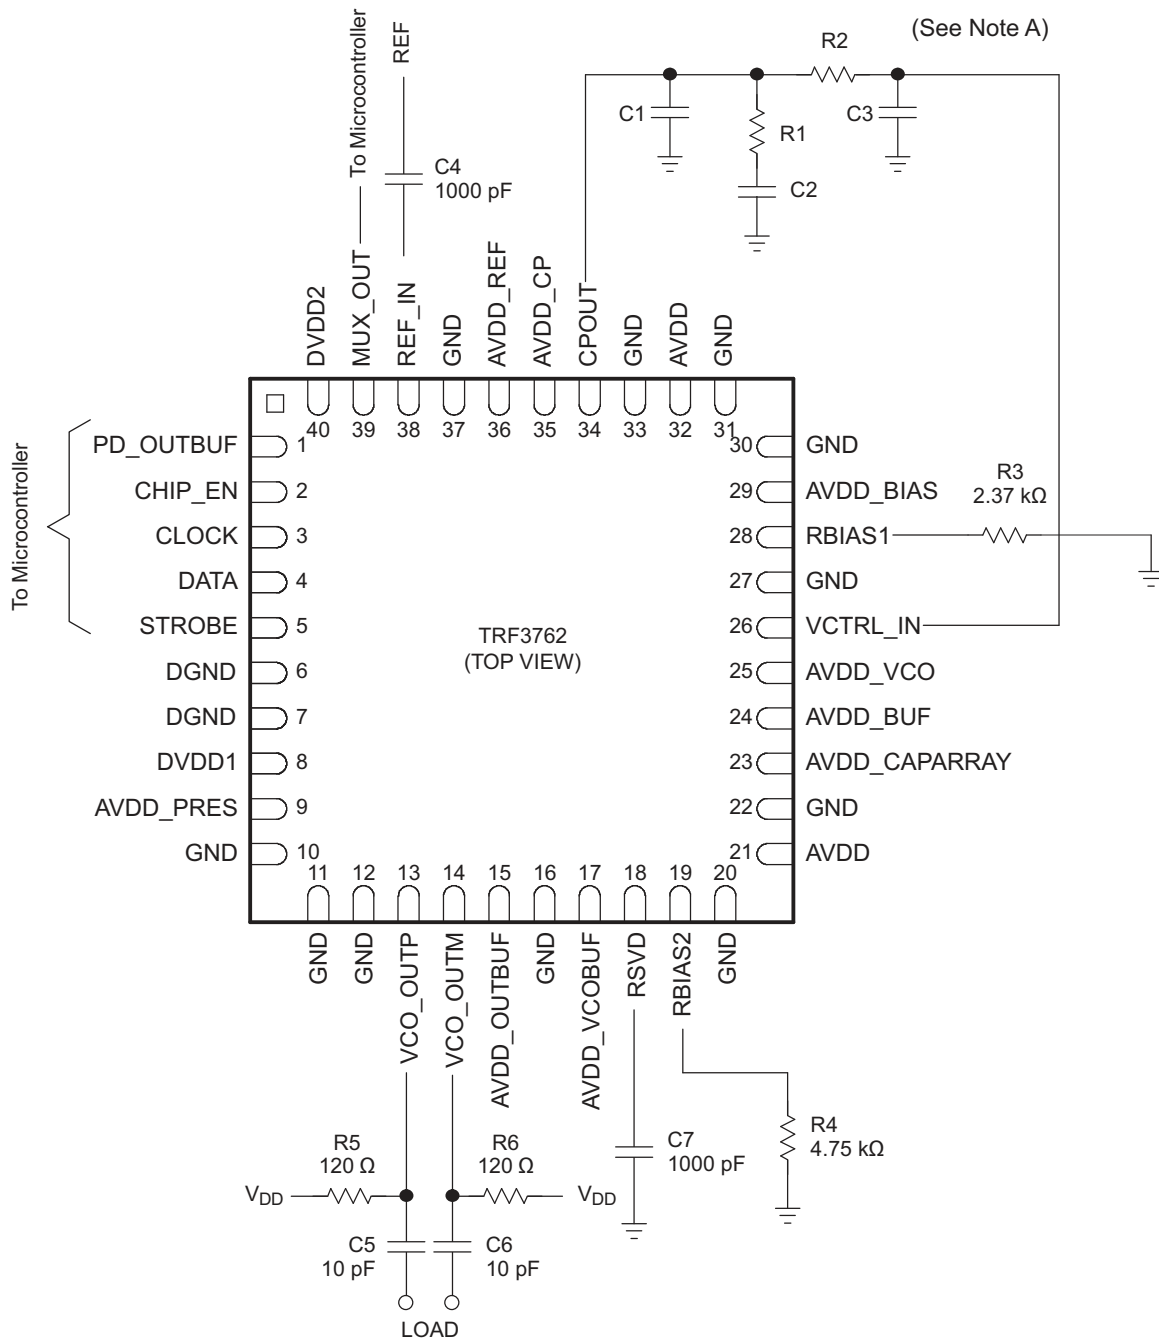 (See Note A)
To Microcontroller
REF
R2
C1
R1
C3
C2
C4
1000 pF
DVDD2
MUX_OUT
REF_IN
GND
AVDD_REF
AVDD_CP
CPOUT
GND
AVDD
GND
40 39 38 37 36 35 34 33 32 31
To Microcontroller
PD_OUTBUF 1
CHIP_EN 2
CLOCK 3
DATA 4
STROBE 5
DGND 6
DGND 7
DVDD1 8
AVDD_PRES 9
GND 10
TRF3762
(TOP VIEW)
30 GND
29 AVDD_BIAS
28 RBIAS1
27 GND
26 VCTRL_IN
25 AVDD_VCO
24 AVDD_BUF
23 AVDD_CAPARRAY
22 GND
21 AVDD
R3
2.37 kΩ
11 12 13 14 15 16 17 18 19 20
GND
GND
VCO_OUTP
VCO_OUTM
AVDD_OUTBUF
GND
AVDD_VCOBUF
RSVD
RBIAS2
GND
R5
120 Ω
R6
120 Ω
C7
1000 pF
R4
4.75 kΩ
VDD
VDD
C5
10 pF
C6
10 pF
LOAD